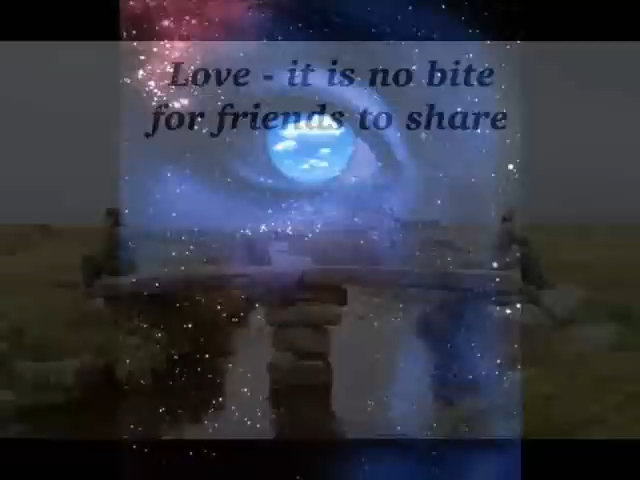 Love - it is no bite
for friends to share